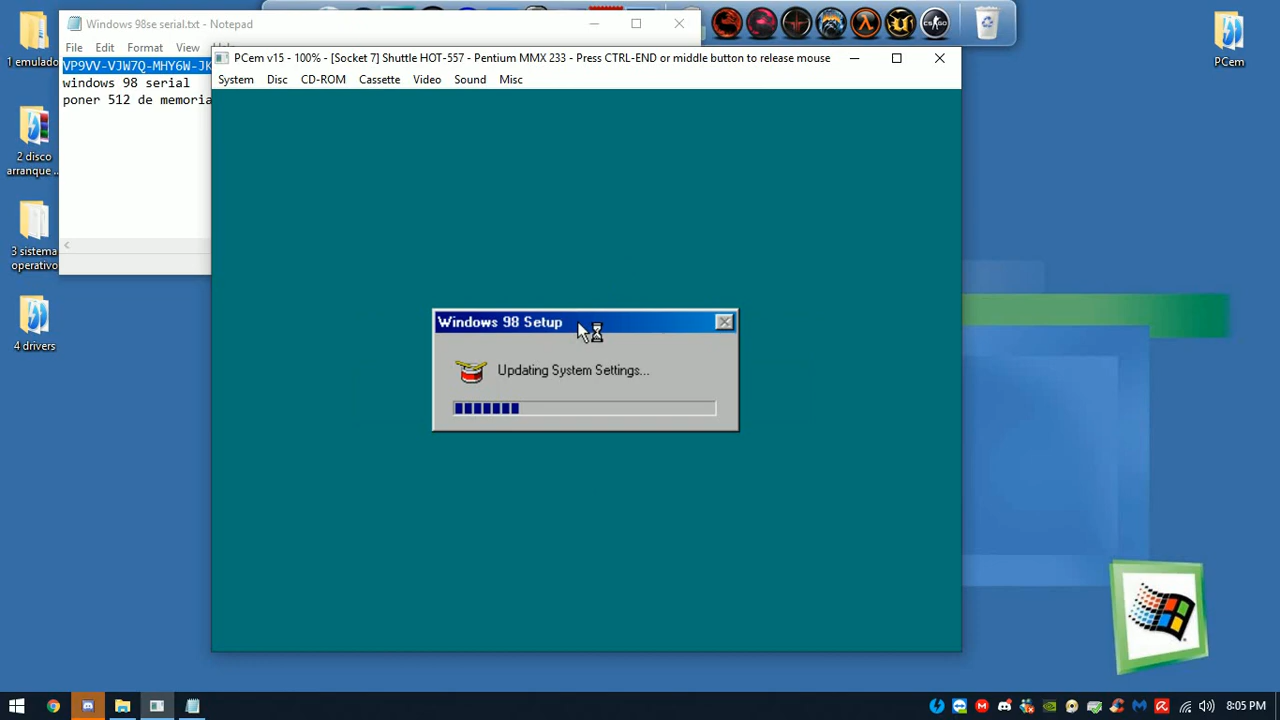 Windows 98se serial.txt - Notepad
File Edit Format View
VP9VV-VJW7Q-MHY6W-JK
windows 98 serial
poner 512 de memoria
PCem v15 - 100% - [Socket 7] Shuttle HOT-557 - Pentium MMX 233 - Press CTRL-END or middle button to release mouse
System Disc CD-ROM Cassette Video Sound Misc
Windows 98 Setup
Updating System Settings...
1 emulado
2 disco
arranque ...
3 sistema
operativo
4 drivers
PCem
CS:GO
8:05 PM